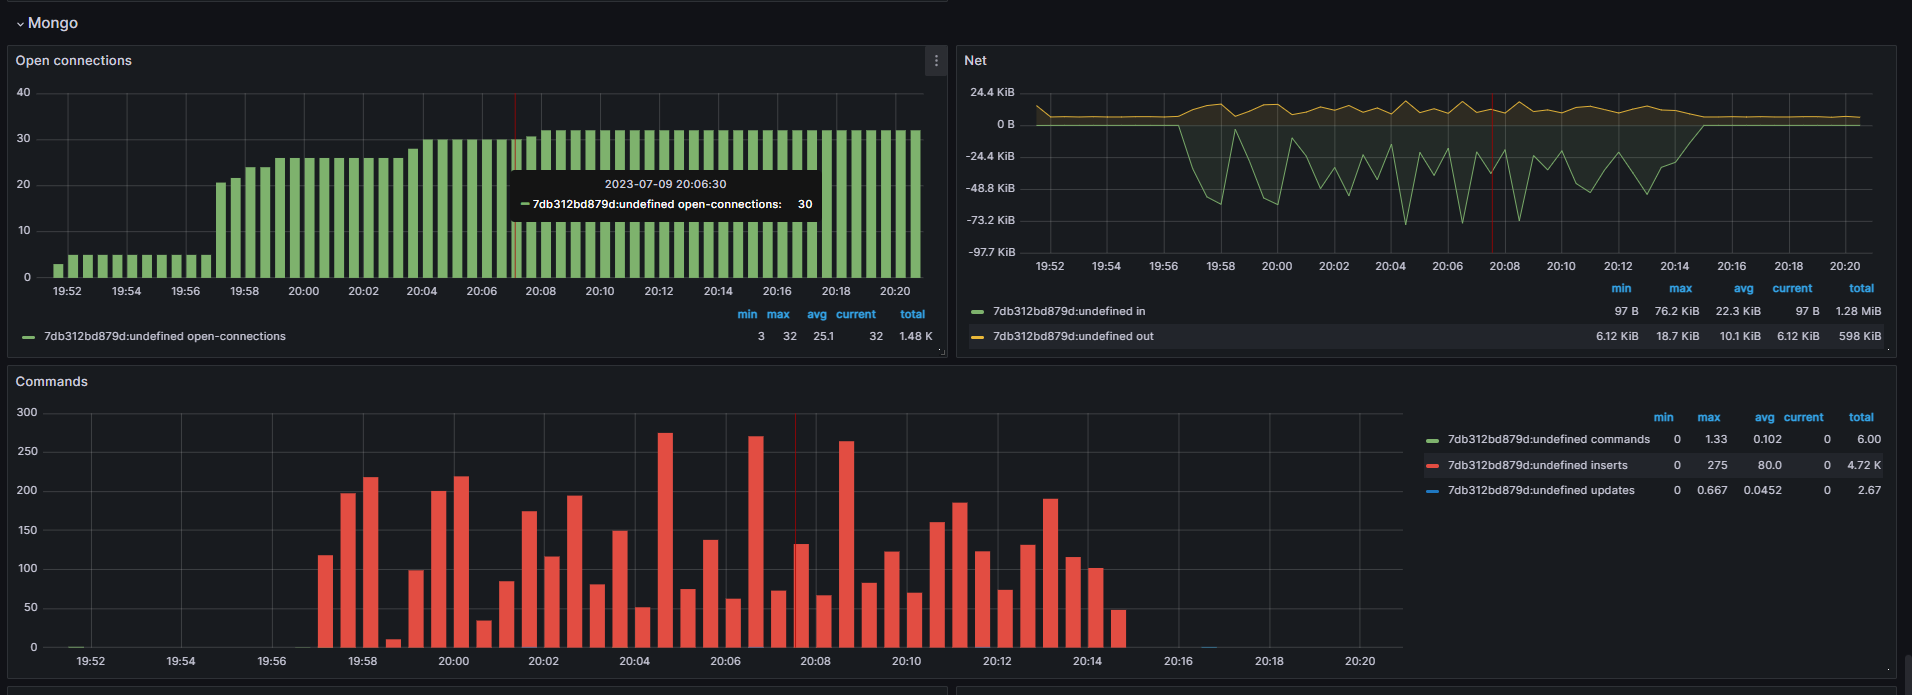 Mongo
Open connections
40
30
20
10
0
19:52 19:54 19:56 19:58 20:00 20:02 20:04 20:06 20:08 20:10 20:12 20:14 20:16 20:18 20:20
2023-07-09 20:06:30
7db312bd879d:undefined open-connections: 30
min max avg current total
7db312bd879d:undefined open-connections 3 32 25.1 32 1.48 K
Net
24.4 KiB
0 B
-24.4 KiB
-48.8 KiB
-73.2 KiB
-97.7 KiB
19:52 19:54 19:56 19:58 20:00 20:02 20:04 20:06 20:08 20:10 20:12 20:14 20:16 20:18 20:20
min max avg current total
7db312bd879d:undefined in 97 B 76.2 KiB 22.3 KiB 97 B 1.28 MiB
7db312bd879d:undefined out 6.12 KiB 18.7 KiB 10.1 KiB 6.12 KiB 598 KiB
Commands
300
250
200
150
100
50
0
19:52 19:54 19:56 19:58 20:00 20:02 20:04 20:06 20:08 20:10 20:12 20:14 20:16 20:18 20:20
min max avg current total
7db312bd879d:undefined commands 0 1.33 0.102 0 6.00
7db312bd879d:undefined inserts 0 275 80.0 0 4.72 K
7db312bd879d:undefined updates 0 0.667 0.0452 0 2.67